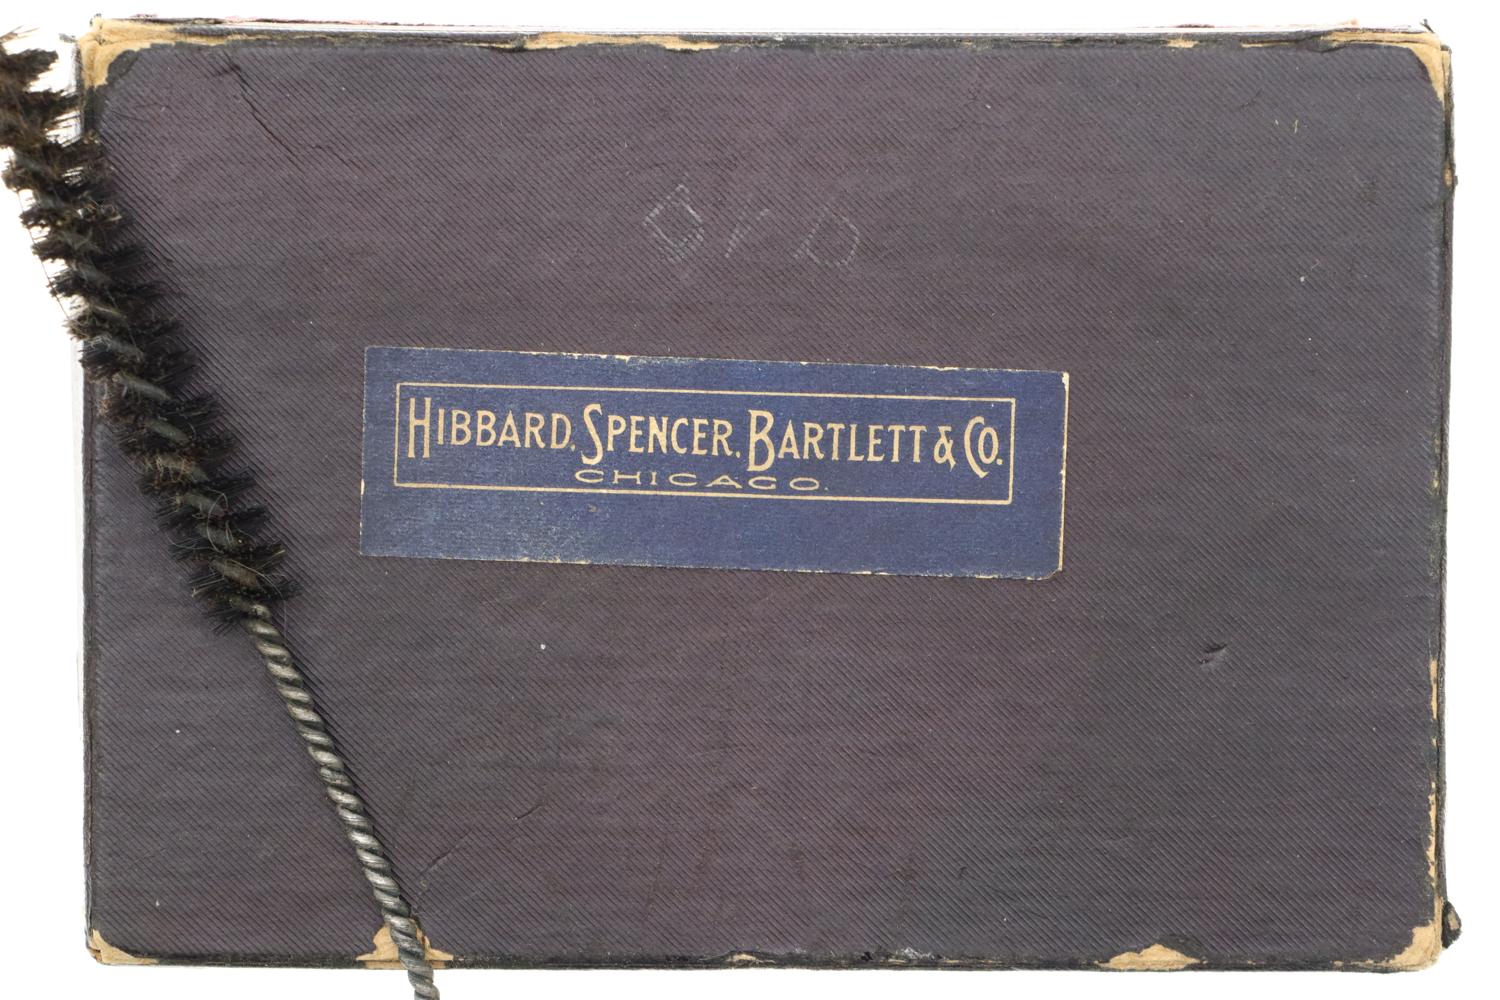 HIBBARD, SPENCER, BARTLETT & CO.
CHICAGO.